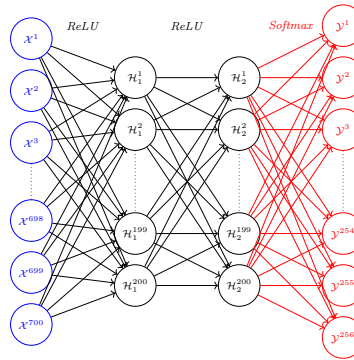 ReLU ReLU Softmax
𝒳¹ 𝒳² 𝒳³ 𝒳⁶⁹⁸ 𝒳⁶⁹⁹ 𝒳⁷⁰⁰
ℋ₁¹ ℋ₁² ℋ₁¹⁹⁹ ℋ₁²⁰⁰
ℋ₂¹ ℋ₂² ℋ₂¹⁹⁹ ℋ₂²⁰⁰
𝒴¹ 𝒴² 𝒴³ 𝒴²⁵⁴ 𝒴²⁵⁵ 𝒴²⁵⁶